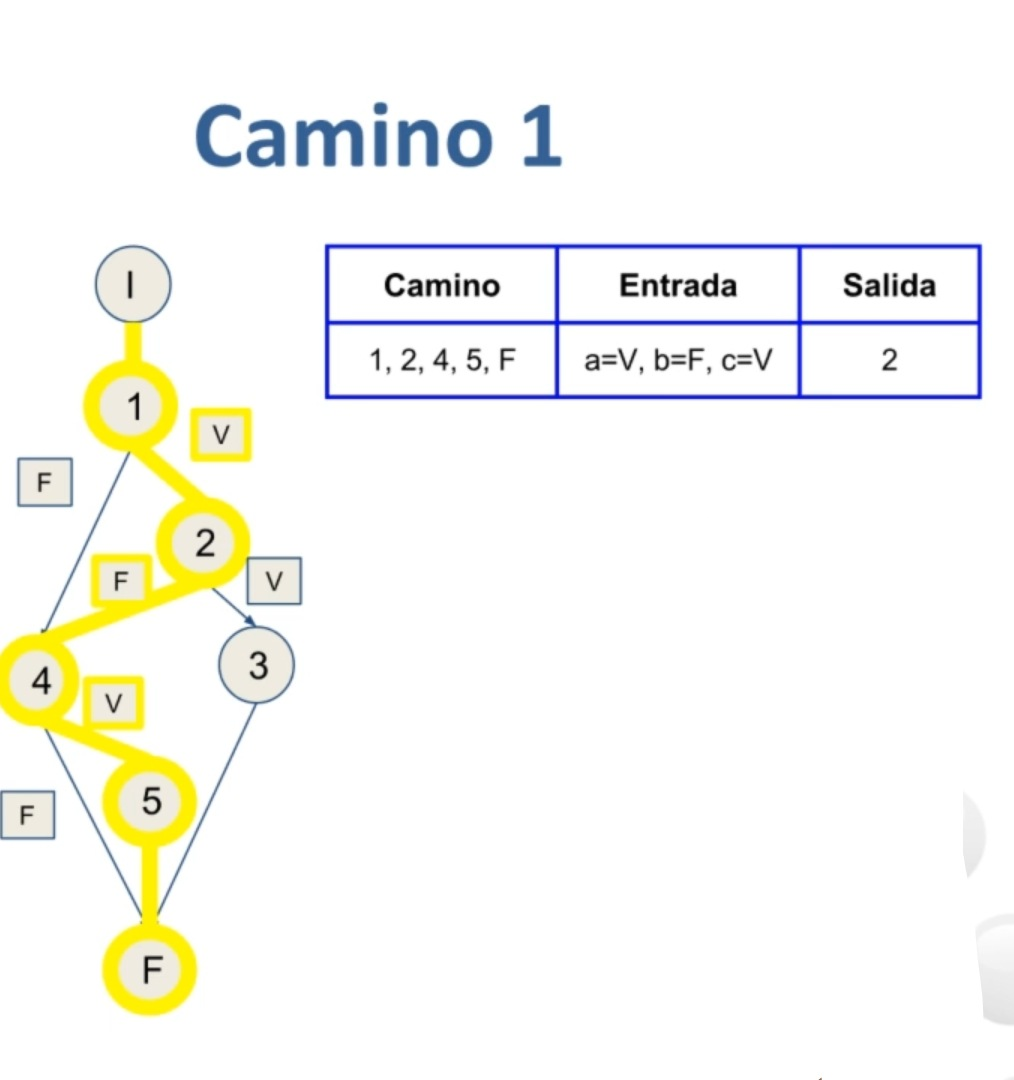 Camino 1
I
Camino Entrada Salida
1, 2, 4, 5, F a=V, b=F, c=V 2
1
V
F
2
F
V
3
4
V
5
F
F